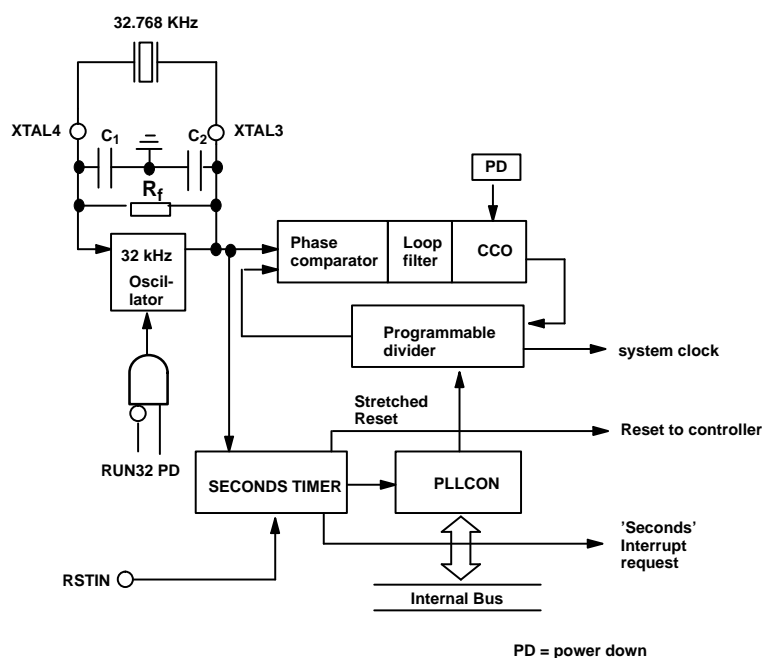 32.768 KHz
XTAL4
C1
C2
XTAL3
Rf
PD
32 kHz
Oscil-
lator
Phase
comparator
Loop
filter
CCO
Programmable
divider
system clock
Stretched
Reset
Reset to controller
RUN32 PD
SECONDS TIMER
PLLCON
'Seconds'
Interrupt
request
RSTIN
Internal Bus
PD = power down